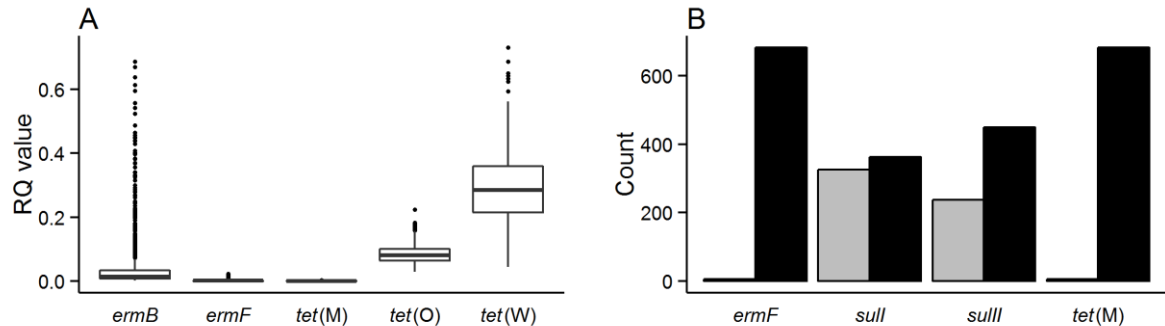 A
RQ value
0.6
0.4
0.2
0.0
ermB ermF tet(M) tet(O) tet(W)
B
Count
600
400
200
0
ermF sulI sulII tet(M)